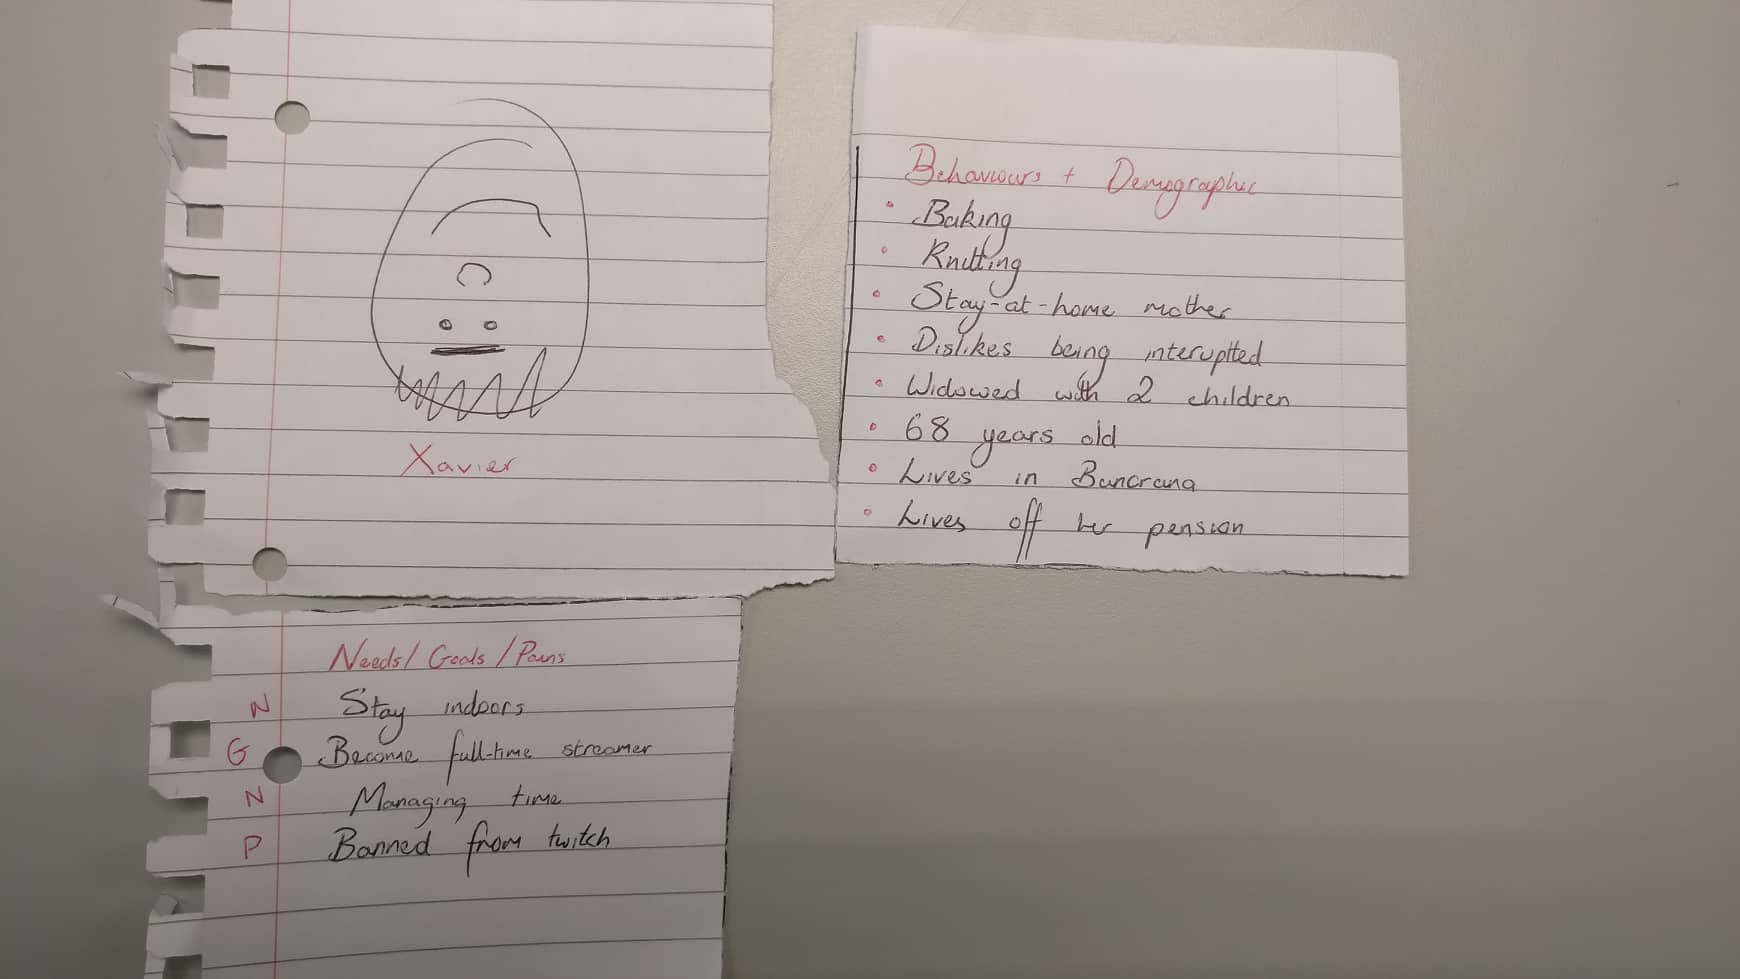 Xavier
Behaviours + Demographic
• Baking
• Knitting
• Stay-at-home mother
• Dislikes being interuptted
• Widowed with 2 children
• 68 years old
• Lives in Buncrana
• Lives off her pension
Needs/Goals/Pains
N Stay indoors
G Become full-time streamer
N Managing time
P Banned from twitch